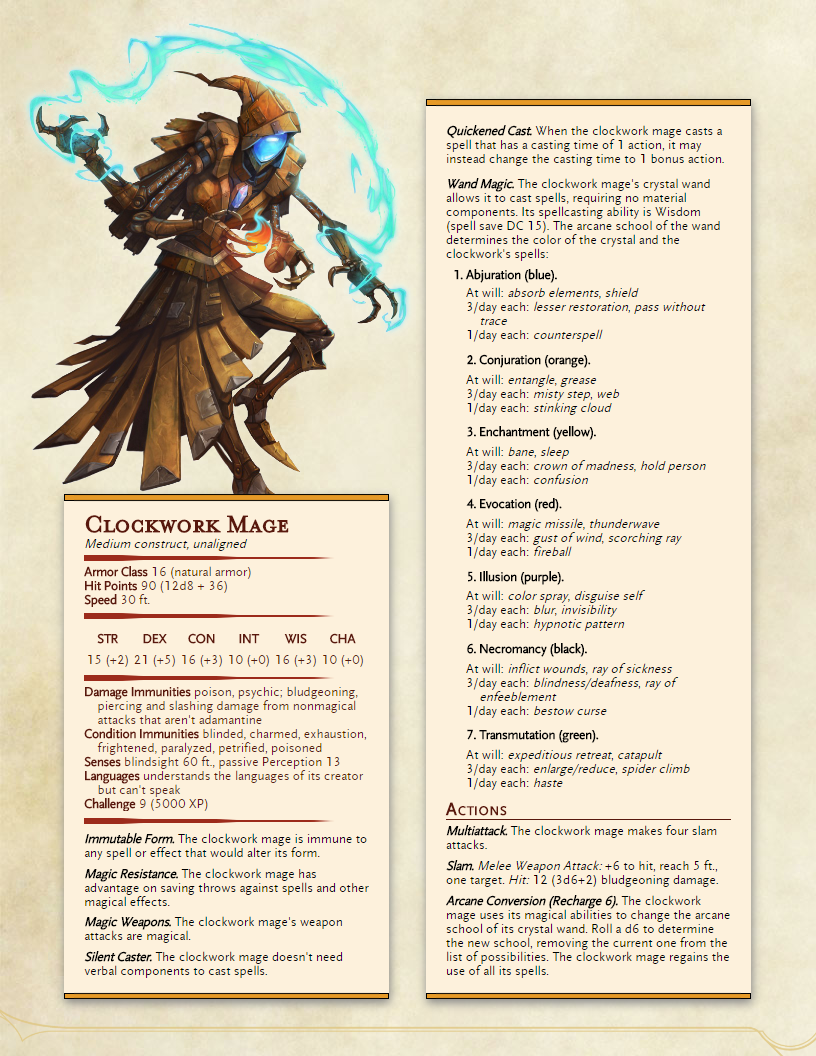 Clockwork Mage
Medium construct, unaligned
Armor Class 16 (natural armor)
Hit Points 90 (12d8 + 36)
Speed 30 ft.
STR DEX CON INT WIS CHA
15 (+2) 21 (+5) 16 (+3) 10 (+0) 16 (+3) 10 (+0)
Damage Immunities poison, psychic; bludgeoning,
piercing and slashing damage from nonmagical
attacks that aren't adamantine
Condition Immunities blinded, charmed, exhaustion,
frightened, paralyzed, petrified, poisoned
Senses blindsight 60 ft., passive Perception 13
Languages understands the languages of its creator
but can't speak
Challenge 9 (5000 XP)
Immutable Form. The clockwork mage is immune to
any spell or effect that would alter its form.
Magic Resistance. The clockwork mage has
advantage on saving throws against spells and other
magical effects.
Magic Weapons. The clockwork mage's weapon
attacks are magical.
Silent Caster. The clockwork mage doesn't need
verbal components to cast spells.
Quickened Cast. When the clockwork mage casts a
spell that has a casting time of 1 action, it may
instead change the casting time to 1 bonus action.
Wand Magic. The clockwork mage's crystal wand
allows it to cast spells, requiring no material
components. Its spellcasting ability is Wisdom
(spell save DC 15). The arcane school of the wand
determines the color of the crystal and the
clockwork's spells:
1. Abjuration (blue).
At will: absorb elements, shield
3/day each: lesser restoration, pass without
trace
1/day each: counterspell
2. Conjuration (orange).
At will: entangle, grease
3/day each: misty step, web
1/day each: stinking cloud
3. Enchantment (yellow).
At will: bane, sleep
3/day each: crown of madness, hold person
1/day each: confusion
4. Evocation (red).
At will: magic missile, thunderwave
3/day each: gust of wind, scorching ray
1/day each: fireball
5. Illusion (purple).
At will: color spray, disguise self
3/day each: blur, invisibility
1/day each: hypnotic pattern
6. Necromancy (black).
At will: inflict wounds, ray of sickness
3/day each: blindness/deafness, ray of
enfeeblement
1/day each: bestow curse
7. Transmutation (green).
At will: expeditious retreat, catapult
3/day each: enlarge/reduce, spider climb
1/day each: haste
Actions
Multiattack. The clockwork mage makes four slam
attacks.
Slam. Melee Weapon Attack: +6 to hit, reach 5 ft.,
one target. Hit: 12 (3d6+2) bludgeoning damage.
Arcane Conversion (Recharge 6). The clockwork
mage uses its magical abilities to change the arcane
school of its crystal wand. Roll a d6 to determine
the new school, removing the current one from the
list of possibilities. The clockwork mage regains the
use of all its spells.